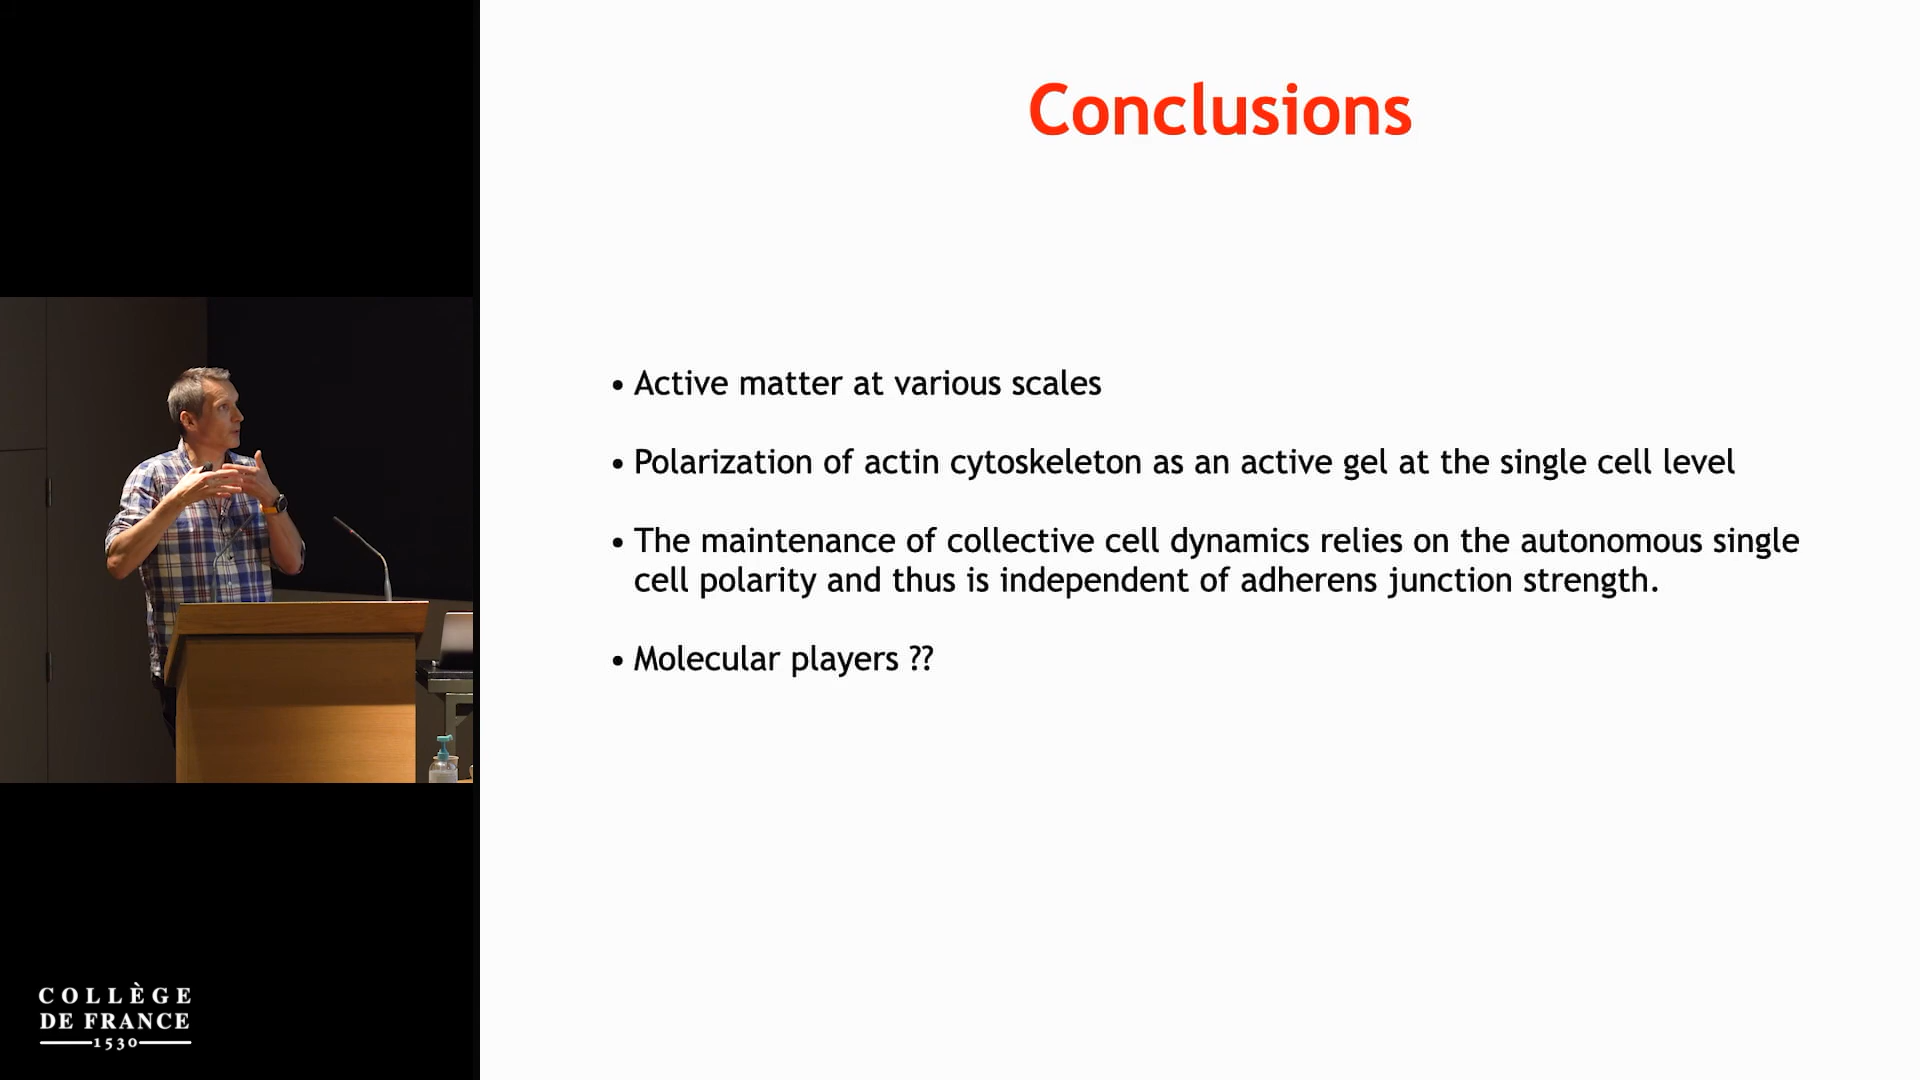 Conclusions
• Active matter at various scales
• Polarization of actin cytoskeleton as an active gel at the single cell level
• The maintenance of collective cell dynamics relies on the autonomous single
cell polarity and thus is independent of adherens junction strength.
• Molecular players ??
COLLÈGE
DE FRANCE
1530